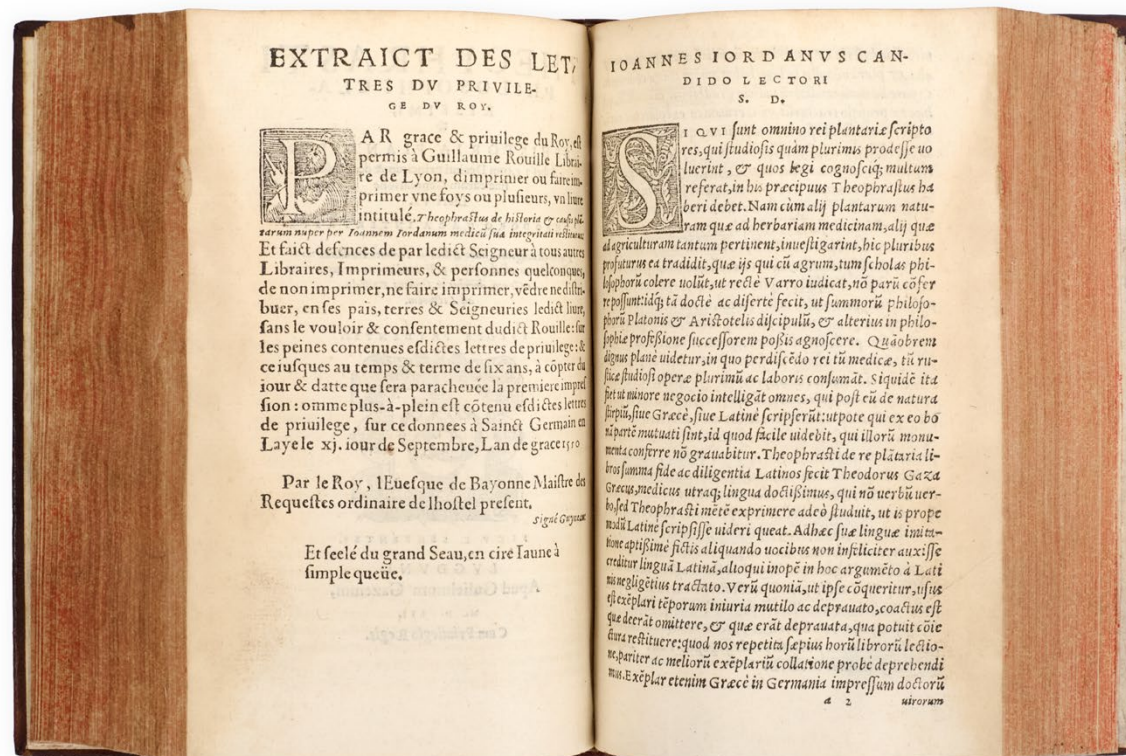 EXTRAICT DES LET,
TRES DV PRIVILE-
GE DV ROY.
PAR grace & priuilege du Roy, est
permis à Guillaume Rouille Librai-
re de Lyon, dimprimer ou faire im-
primer vne foys ou plusieurs, vn liure
intitulé, Theophrastus de historia & causis plã
tarum nuper per Ioannem Iordanum medicũ suæ integritati restitutus
Et faict defences de par ledict Seigneur à tous autres
Libraires, Imprimeurs, & personnes quelconques,
de non imprimer, ne faire imprimer, vẽdre ne distri-
buer, en ses païs, terres & Seigneuries ledict liure,
sans le vouloir & consentement dudict Rouille: sur
les peines contenues esdictes lettres de priuilege: &
ce iusques au temps & terme de six ans, à cõpter du
iour & datte que sera paracheuée la premiere impres
sion: omme plus-à-plein est cõtenu esdictes lettres
de priuilege, sur ce donnees à Sainct Germain en
Laye le xj. iour de Septembre, Lan de grace 1550
Par le Roy, lEuesque de Bayonne Maistre des
Requestes ordinaire de lhostel present.
Signé
Et seelé du grand Seau, en cire Iaune à
simple queüe.
IOANNES IORDANVS CAN-
DIDO LECTORI
S. D.
SI QVI sunt omnino rei plantariæ scripto
res, qui studiosis quàm plurimis prodesse uo
luerint, & quos legi cognosciq; multum
referat, in his præcipuus Theophrastus ha
beri debet. Nam cùm alij plantarum natu-
ram quæ ad herbariam medicinam, alij quæ
ad agriculturam tantum pertinent, inuestigarint, hic pluribus
profuturus ea tradidit, quæ ijs qui cũ agrum, tum scholas phi-
losophorũ colere uolũt, ut rectè Varro iudicat, nõ parũ cõfer
re possunt: idq; tã doctè ac disertè fecit, ut summorũ philoso-
phorũ Platonis & Aristotelis discipulũ, & alterius in philo-
sophiæ professione successorem possis agnoscere. Quãobrem
dignus planè uidetur, in quo perdiscẽdo rei tũ medicæ, tũ ru-
sticæ studiosi operæ plurimũ ac laboris consumãt. Siquidẽ ita
fiet ut minore negocio intelligãt omnes, qui post eũ de natura
stirpiũ, siue Græcè, siue Latinè scripserũt: utpote qui ex eo bo
nã partẽ mutuati sint, id quod facile uidebit, qui illorũ monu-
menta conferre nõ grauabitur. Theophrasti de re plãtaria li-
bros summa fide ac diligentia Latinos fecit Theodorus Gaza
Græcus, medicus utraq; lingua doctißimus, qui nõ uerbũ uer-
bo, sed Theophrasti mẽtẽ exprimere adeò studuit, ut is prope
modũ Latinè scripsisse uideri queat. Adhæc suæ linguæ imita-
tione aptißimè fictis aliquando uocibus non infeliciter auxisse
creditur linguã Latinã, alioqui inopẽ in hoc argumẽto à Lati
nis negligẽtius tractato. Verũ quoniã, ut ipse cõqueritur, usus
est exẽplari tẽporum iniuria mutilo ac deprauato, coactus est
quæ deerãt omittere, & quæ erãt deprauata, qua potuit cõie
ctura restituere: quod nos repetita sæpius horũ librorũ lectio-
ne, pariter ac meliorũ exẽplariũ collatione probè deprehendi
mus. Exẽplar etenim Græcè in Germania impressum doctorũ
a 2 uirorum